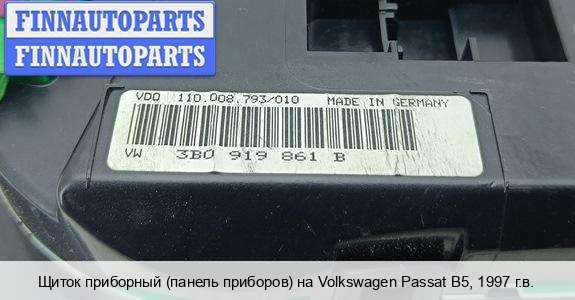 FINNAUTOPARTS
FINNAUTOPARTS
VDO 110.008.793/010 MADE IN GERMANY
VW 3B0 919 861 B
Щиток приборный (панель приборов) на Volkswagen Passat B5, 1997 г.в.